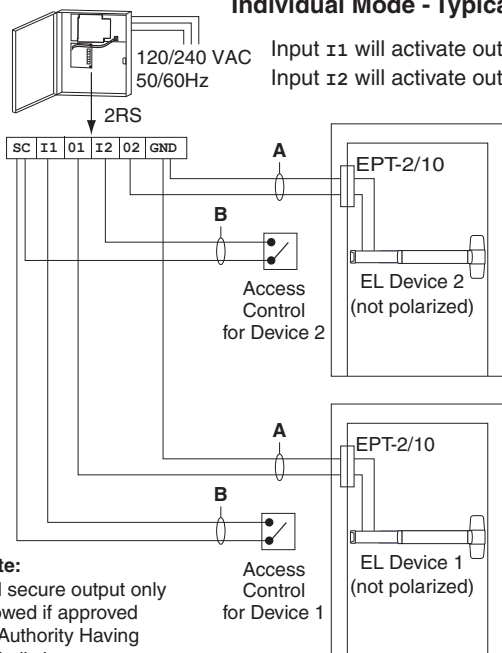 Individual Mode - Typica
120/240 VAC
50/60Hz
Input I1 will activate out
Input I2 will activate out
2RS
SC I1 01 I2 02 GND
A
EPT-2/10
B
EL Device 2
(not polarized)
Access
Control
for Device 2
A
EPT-2/10
B
EL Device 1
(not polarized)
Access
Control
for Device 1
te:
l secure output only
owed if approved
Authority Having